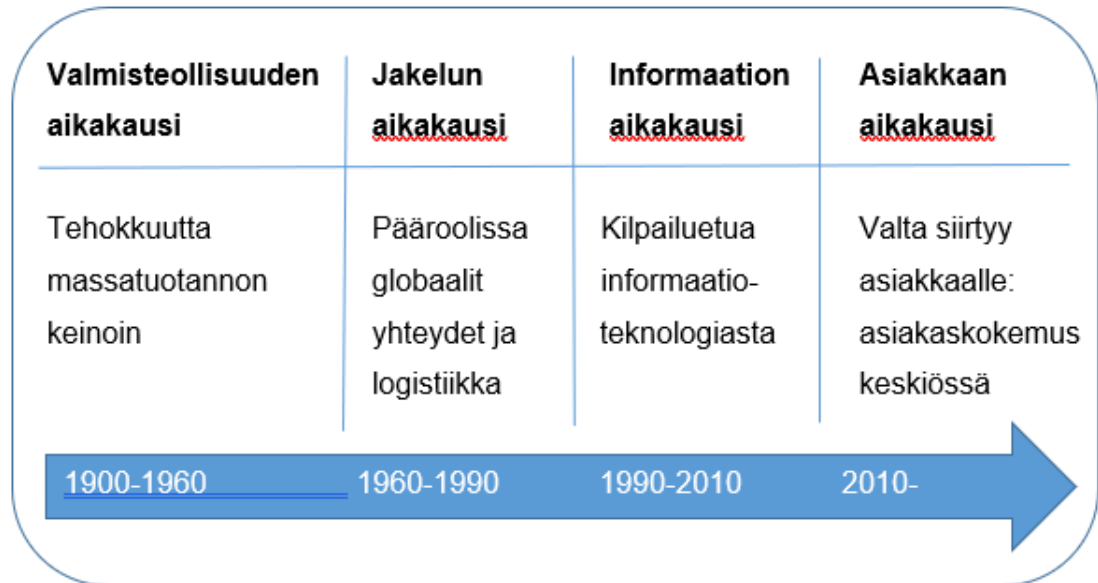 Valmisteollisuuden
aikakausi
Jakelun
aikakausi
Informaation
aikakausi
Asiakkaan
aikakausi
Tehokkuutta
massatuotannon
keinoin
Pääroolissa
globaalit
yhteydet ja
logistiikka
Kilpailuetua
informaatio-
teknologiasta
Valta siirtyy
asiakkaalle:
asiakaskokemus
keskiössä
1900-1960
1960-1990
1990-2010
2010-